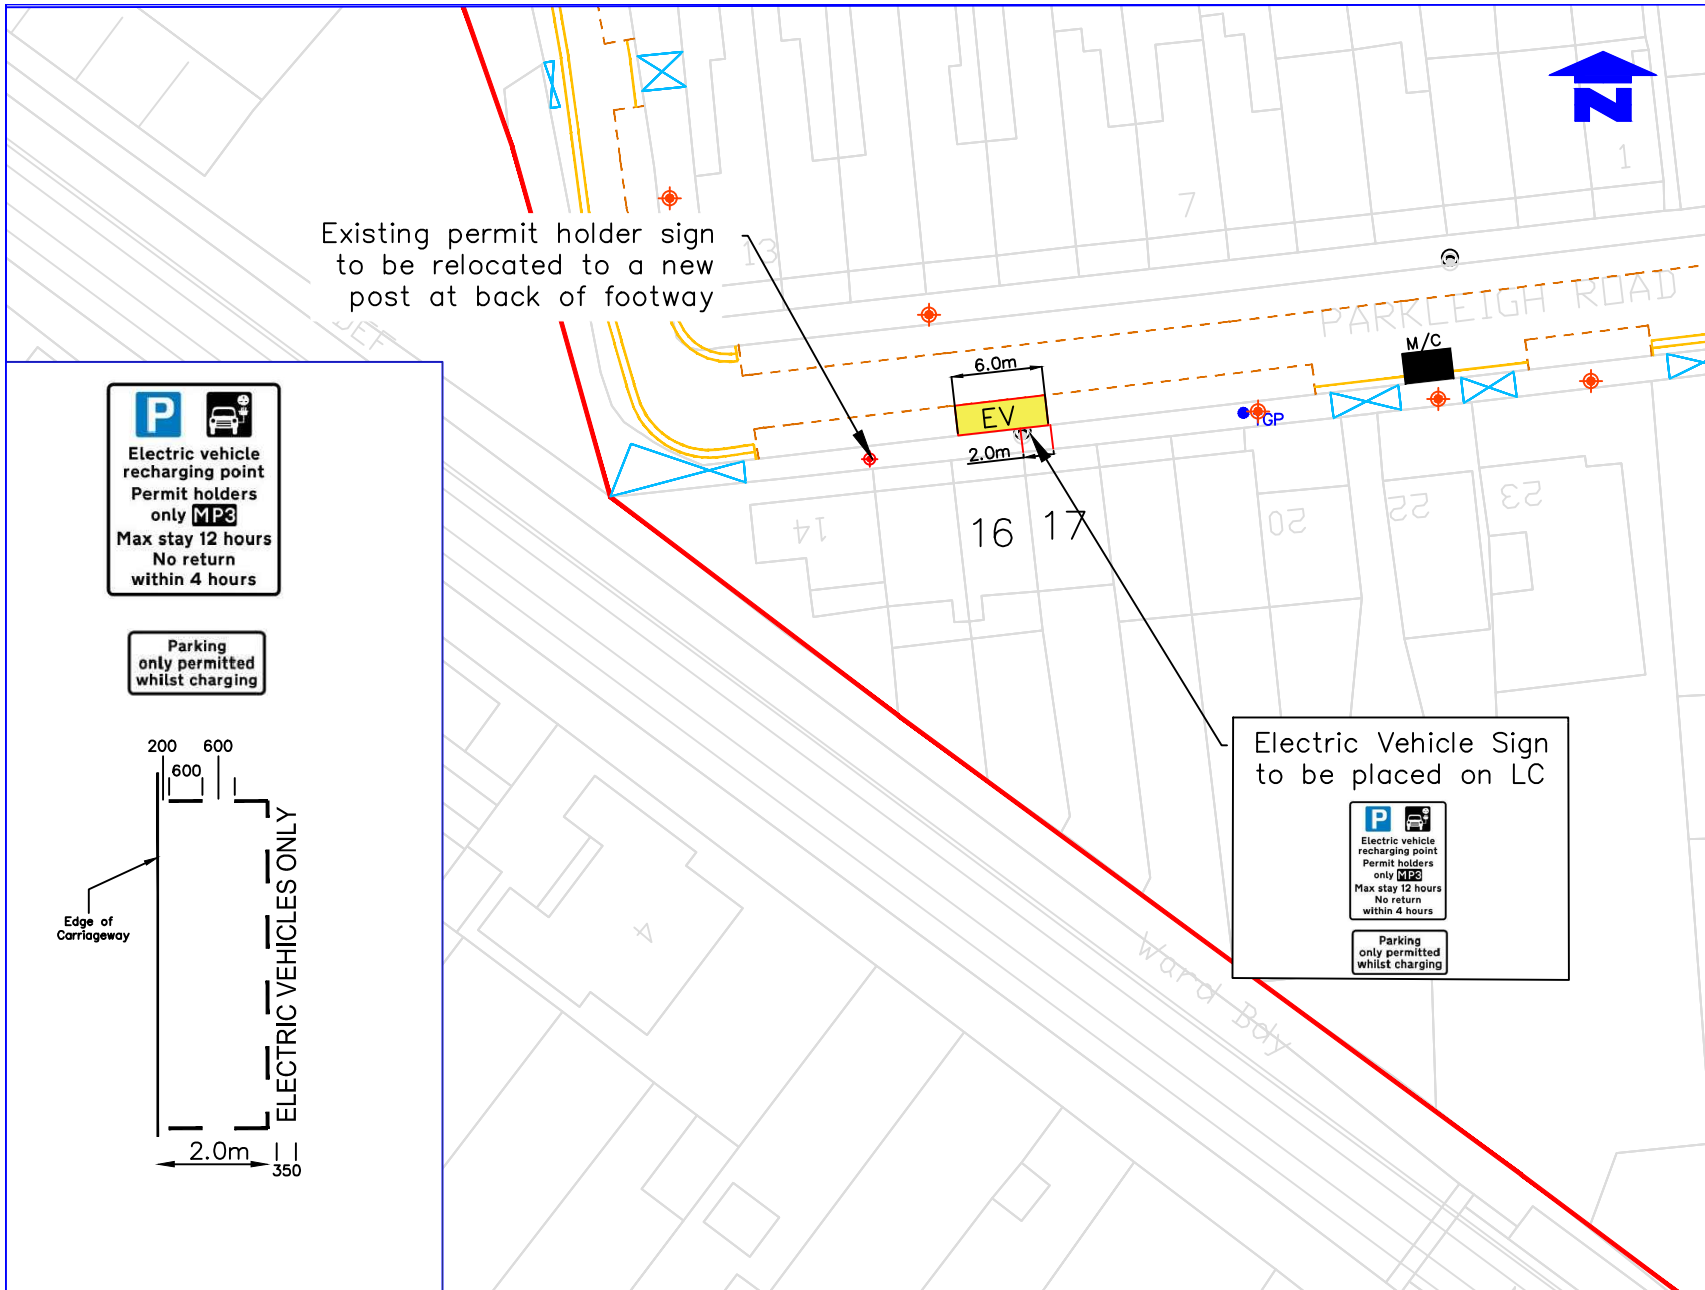 Existing permit holder sign
to be relocated to a new
post at back of footway
N
13
7
1
PARKLEIGH ROAD
M/C
6.0m
EV
2.0m
GP
14
16
17
20
22
23
DEF
P
Electric vehicle
recharging point
Permit holders
only MP3
Max stay 12 hours
No return
within 4 hours
Parking
only permitted
whilst charging
200
600
600
ELECTRIC VEHICLES ONLY
Edge of
Carriageway
2.0m
350
4
Ward Bdy
Electric Vehicle Sign
to be placed on LC
P
Electric vehicle
recharging point
Permit holders
only MP3
Max stay 12 hours
No return
within 4 hours
Parking
only permitted
whilst charging